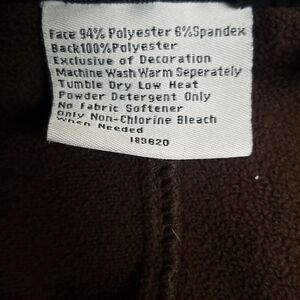 Face 94% Polyester 6%Spandex
Back100%Polyester
Exclusive of Decoration
Machine Wash Warm Seperately
Tumble Dry Low Heat
Powder Detergent Only
No Fabric Softener
Only Non-Chlorine Bleach
When Needed
183620